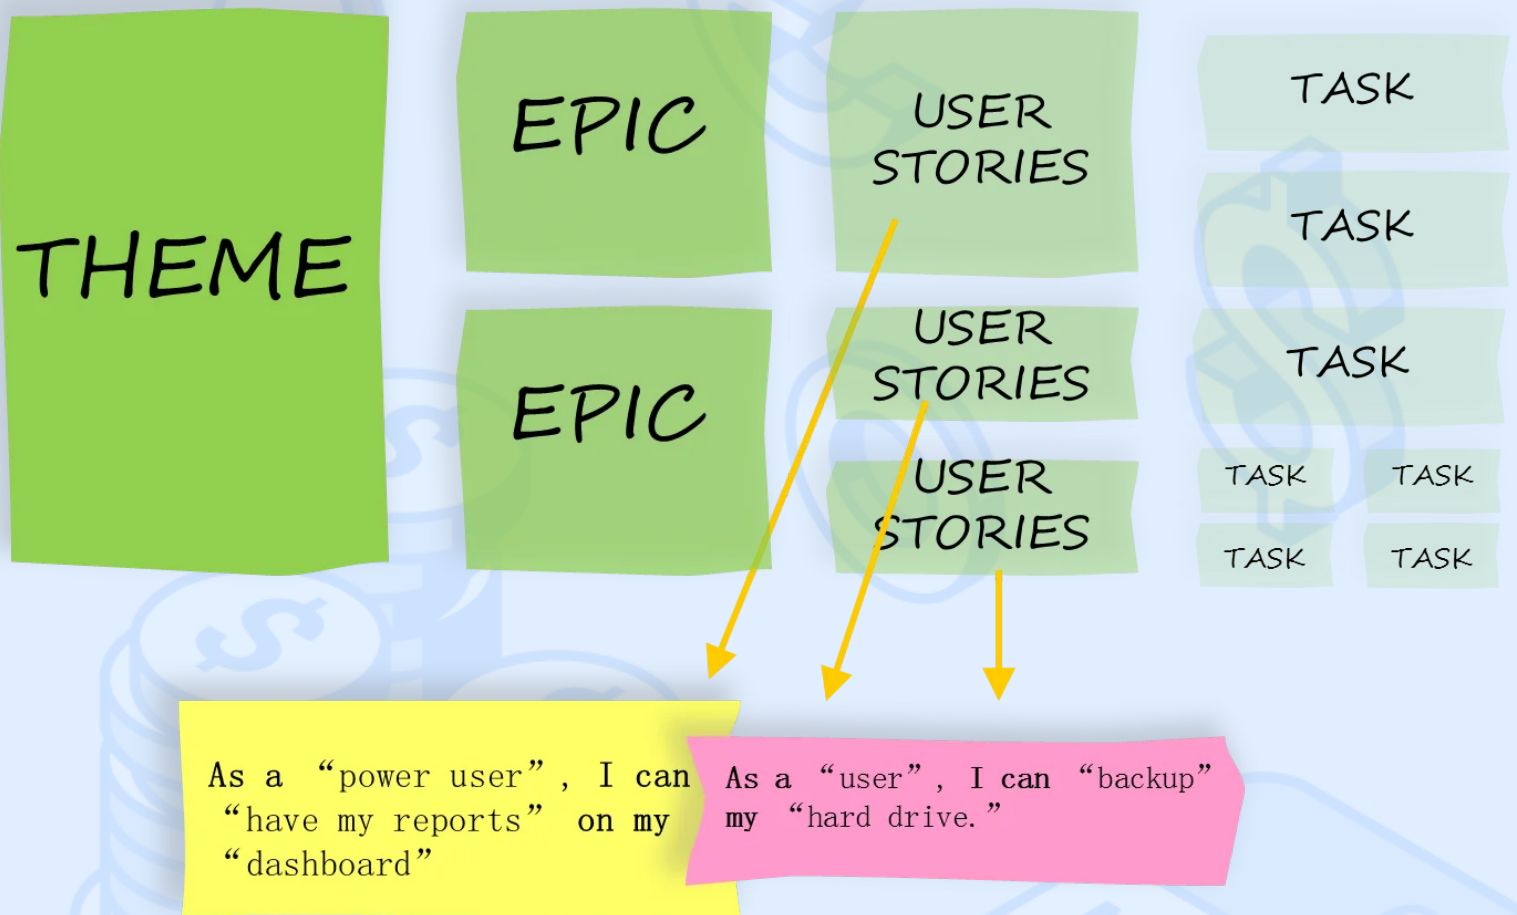 THEME
EPIC
EPIC
USER
STORIES
USER
STORIES
USER
STORIES
TASK
TASK
TASK
TASK
TASK
TASK
TASK
As a “power user”, I can
“have my reports” on my
“dashboard”
As a “user”, I can “backup”
my “hard drive.”